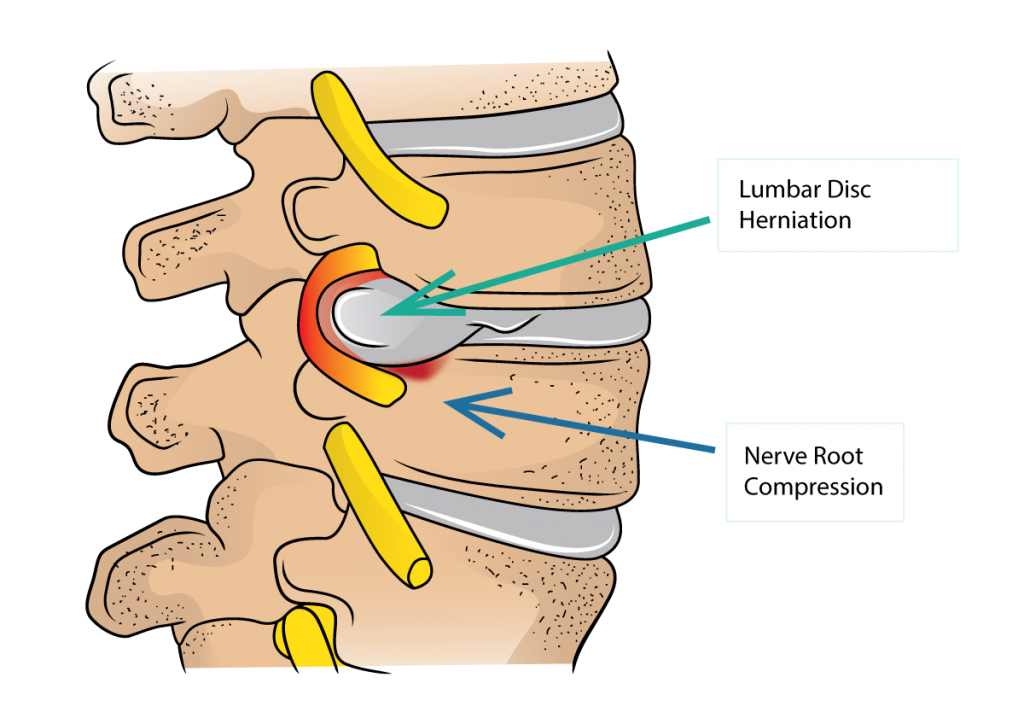 Lumbar Disc
Herniation
Nerve Root
Compression